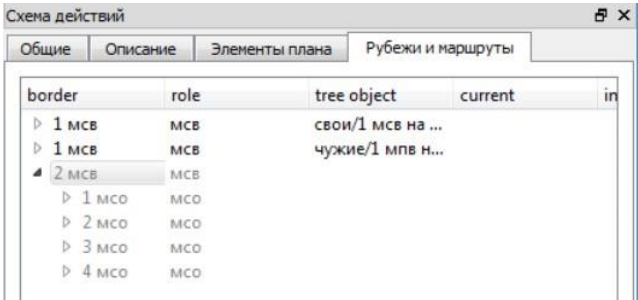 Схема действий
Общие Описание Элементы плана Рубежи и маршруты
border role tree object current in
1 мсв мсв свои/1 мсв на ...
1 мсв мсв чужие/1 мпв н...
2 мсв мсв
1 мсо мсо
2 мсо мсо
3 мсо мсо
4 мсо мсо